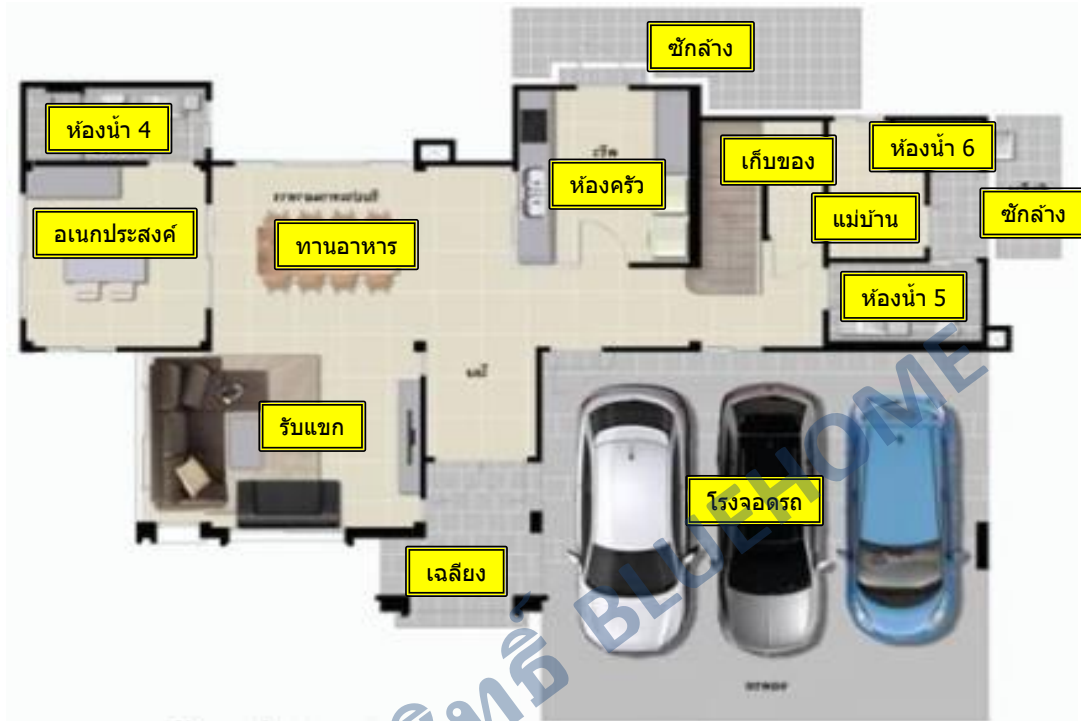 ซักล้าง
ห้องน้ำ 4
ห้องน้ำ 6
เก็บของ
ครัว
ห้องครัว
แม่บ้าน
ซักล้าง
อเนกประสงค์
ทานอาหาร
ห้องน้ำ 5
รับแขก
โรงจอดรถ
เฉลียง
BLUEHOME